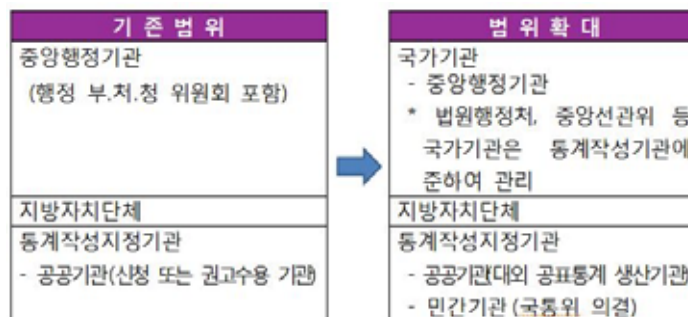 기 존 범 위
중앙행정기관
(행정 부.처.청 위원회 포함)
지방자치단체
통계작성지정기관
- 공공기관(신청 또는 권고수용 기관)
범 위 확 대
국가기관
- 중앙행정기관
* 법원행정처, 중앙선관위 등
국가기관은 통계작성기관에
준하여 관리
지방자치단체
통계작성지정기관
- 공공기관(대외 공표통계 생산기관)
- 민간기관 (국통위 의결)